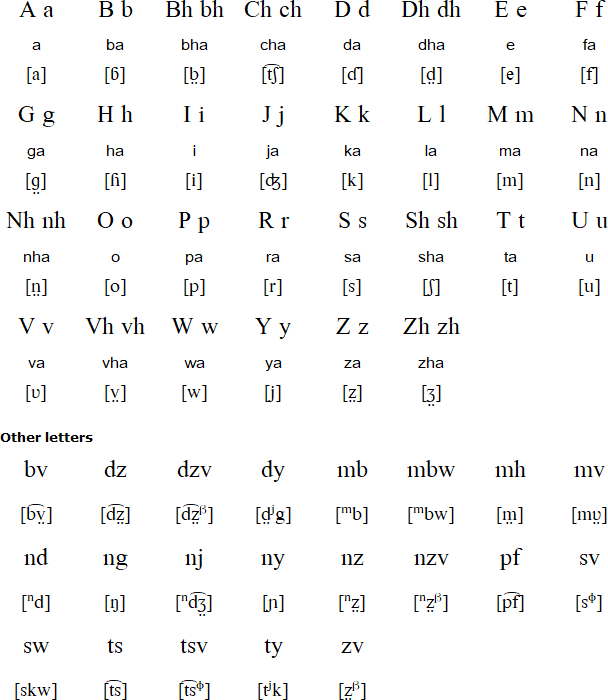 A a B b Bh bh Ch ch D d Dh dh E e F f
a ba bha cha da dha e fa
[a] [ɓ] [b̤] [t͡ʃ] [ɗ] [d̤] [e] [f]
G g H h I i J j K k L l M m N n
ga ha i ja ka la ma na
[ɡ̤] [ɦ] [i] [ʤ] [k] [l] [m] [n]
Nh nh O o P p R r S s Sh sh T t U u
nha o pa ra sa sha ta u
[n̤] [o] [p] [r] [s] [ʃ] [t] [u]
V v Vh vh W w Y y Z z Zh zh
va vha wa ya za zha
[ʋ] [v̤] [w] [j] [z̤] [ʒ̤]
Other letters
bv dz dzv dy mb mbw mh mv
[b͡v̤] [d͡z̤] [d͡z̤ᵝ] [d̤ʲg] [ᵐb] [ᵐbw] [m̤] [mʋ̤]
nd ng nj ny nz nzv pf sv
[ⁿd] [ŋ] [ⁿd͡ʒ̤] [ɲ] [ⁿz̤] [ⁿz̤ᵝ] [p͡f] [sᶲ]
sw ts tsv ty zv
[skw] [t͡s] [t͡sᶲ] [tʲk] [z̤ᵝ]